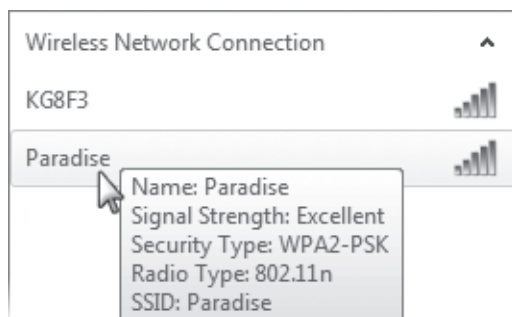 Wireless Network Connection
KG8F3
Paradise
Name: Paradise
Signal Strength: Excellent
Security Type: WPA2-PSK
Radio Type: 802.11n
SSID: Paradise